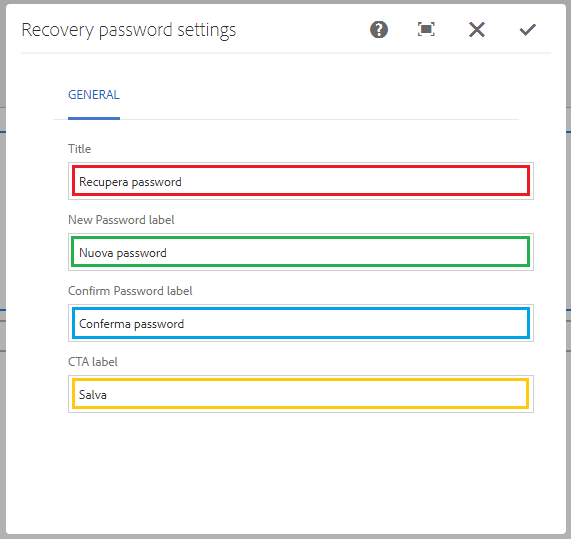 Recovery password settings
GENERAL
Title
Recupera password
New Password label
Nuova password
Confirm Password label
Conferma password
CTA label
Salva